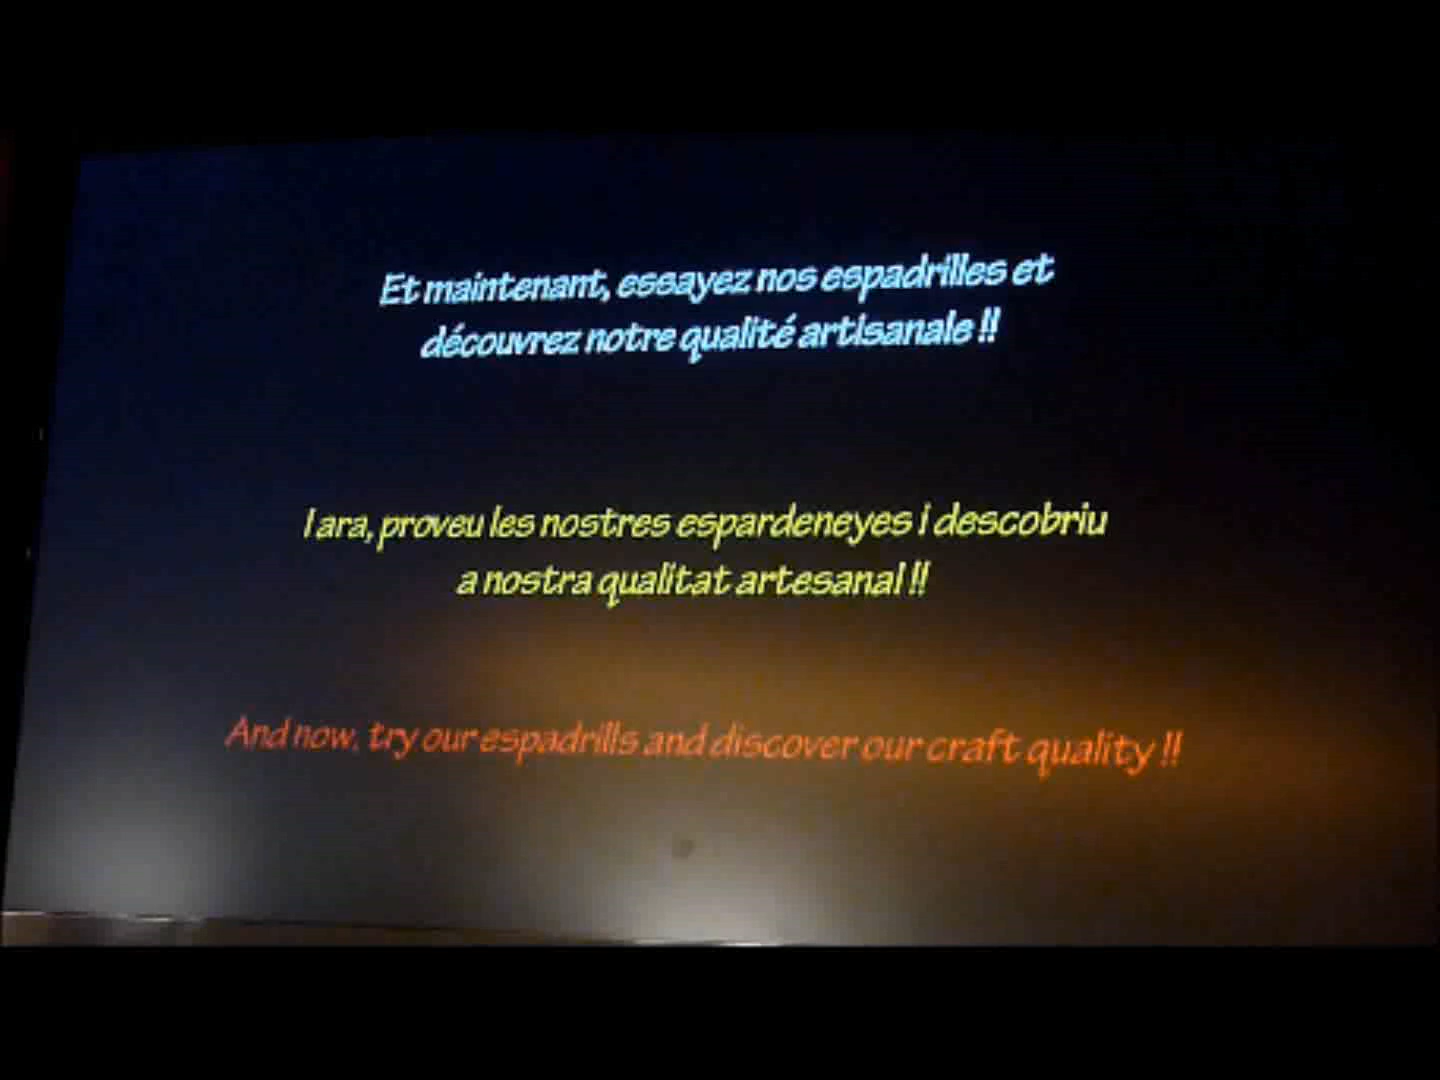 Et maintenant, essayez nos espadrilles et
découvrez notre qualité artisanale !!
I ara, proveu les nostres espardeneyes i descobriu
a nostra qualitat artesanal !!
And now, try our espadrills and discover our craft quality !!